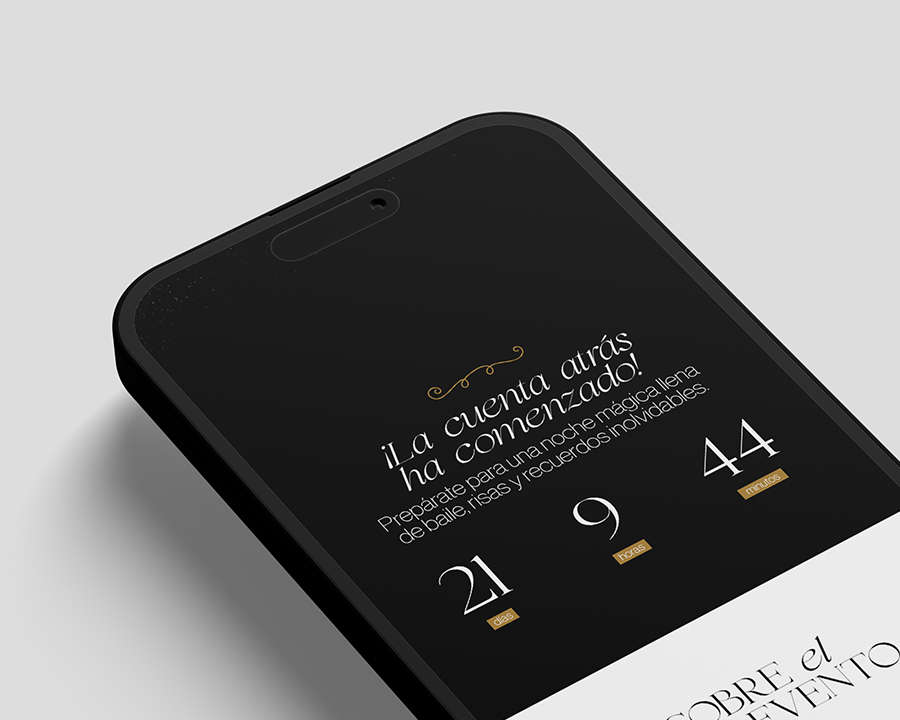 ¡La cuenta atrás
ha comenzado!
Prepárate para una noche mágica llena
de baile, risas y recuerdos inolvidables.
21
días
9
horas
44
minutos
SOBRE el
EVENTO